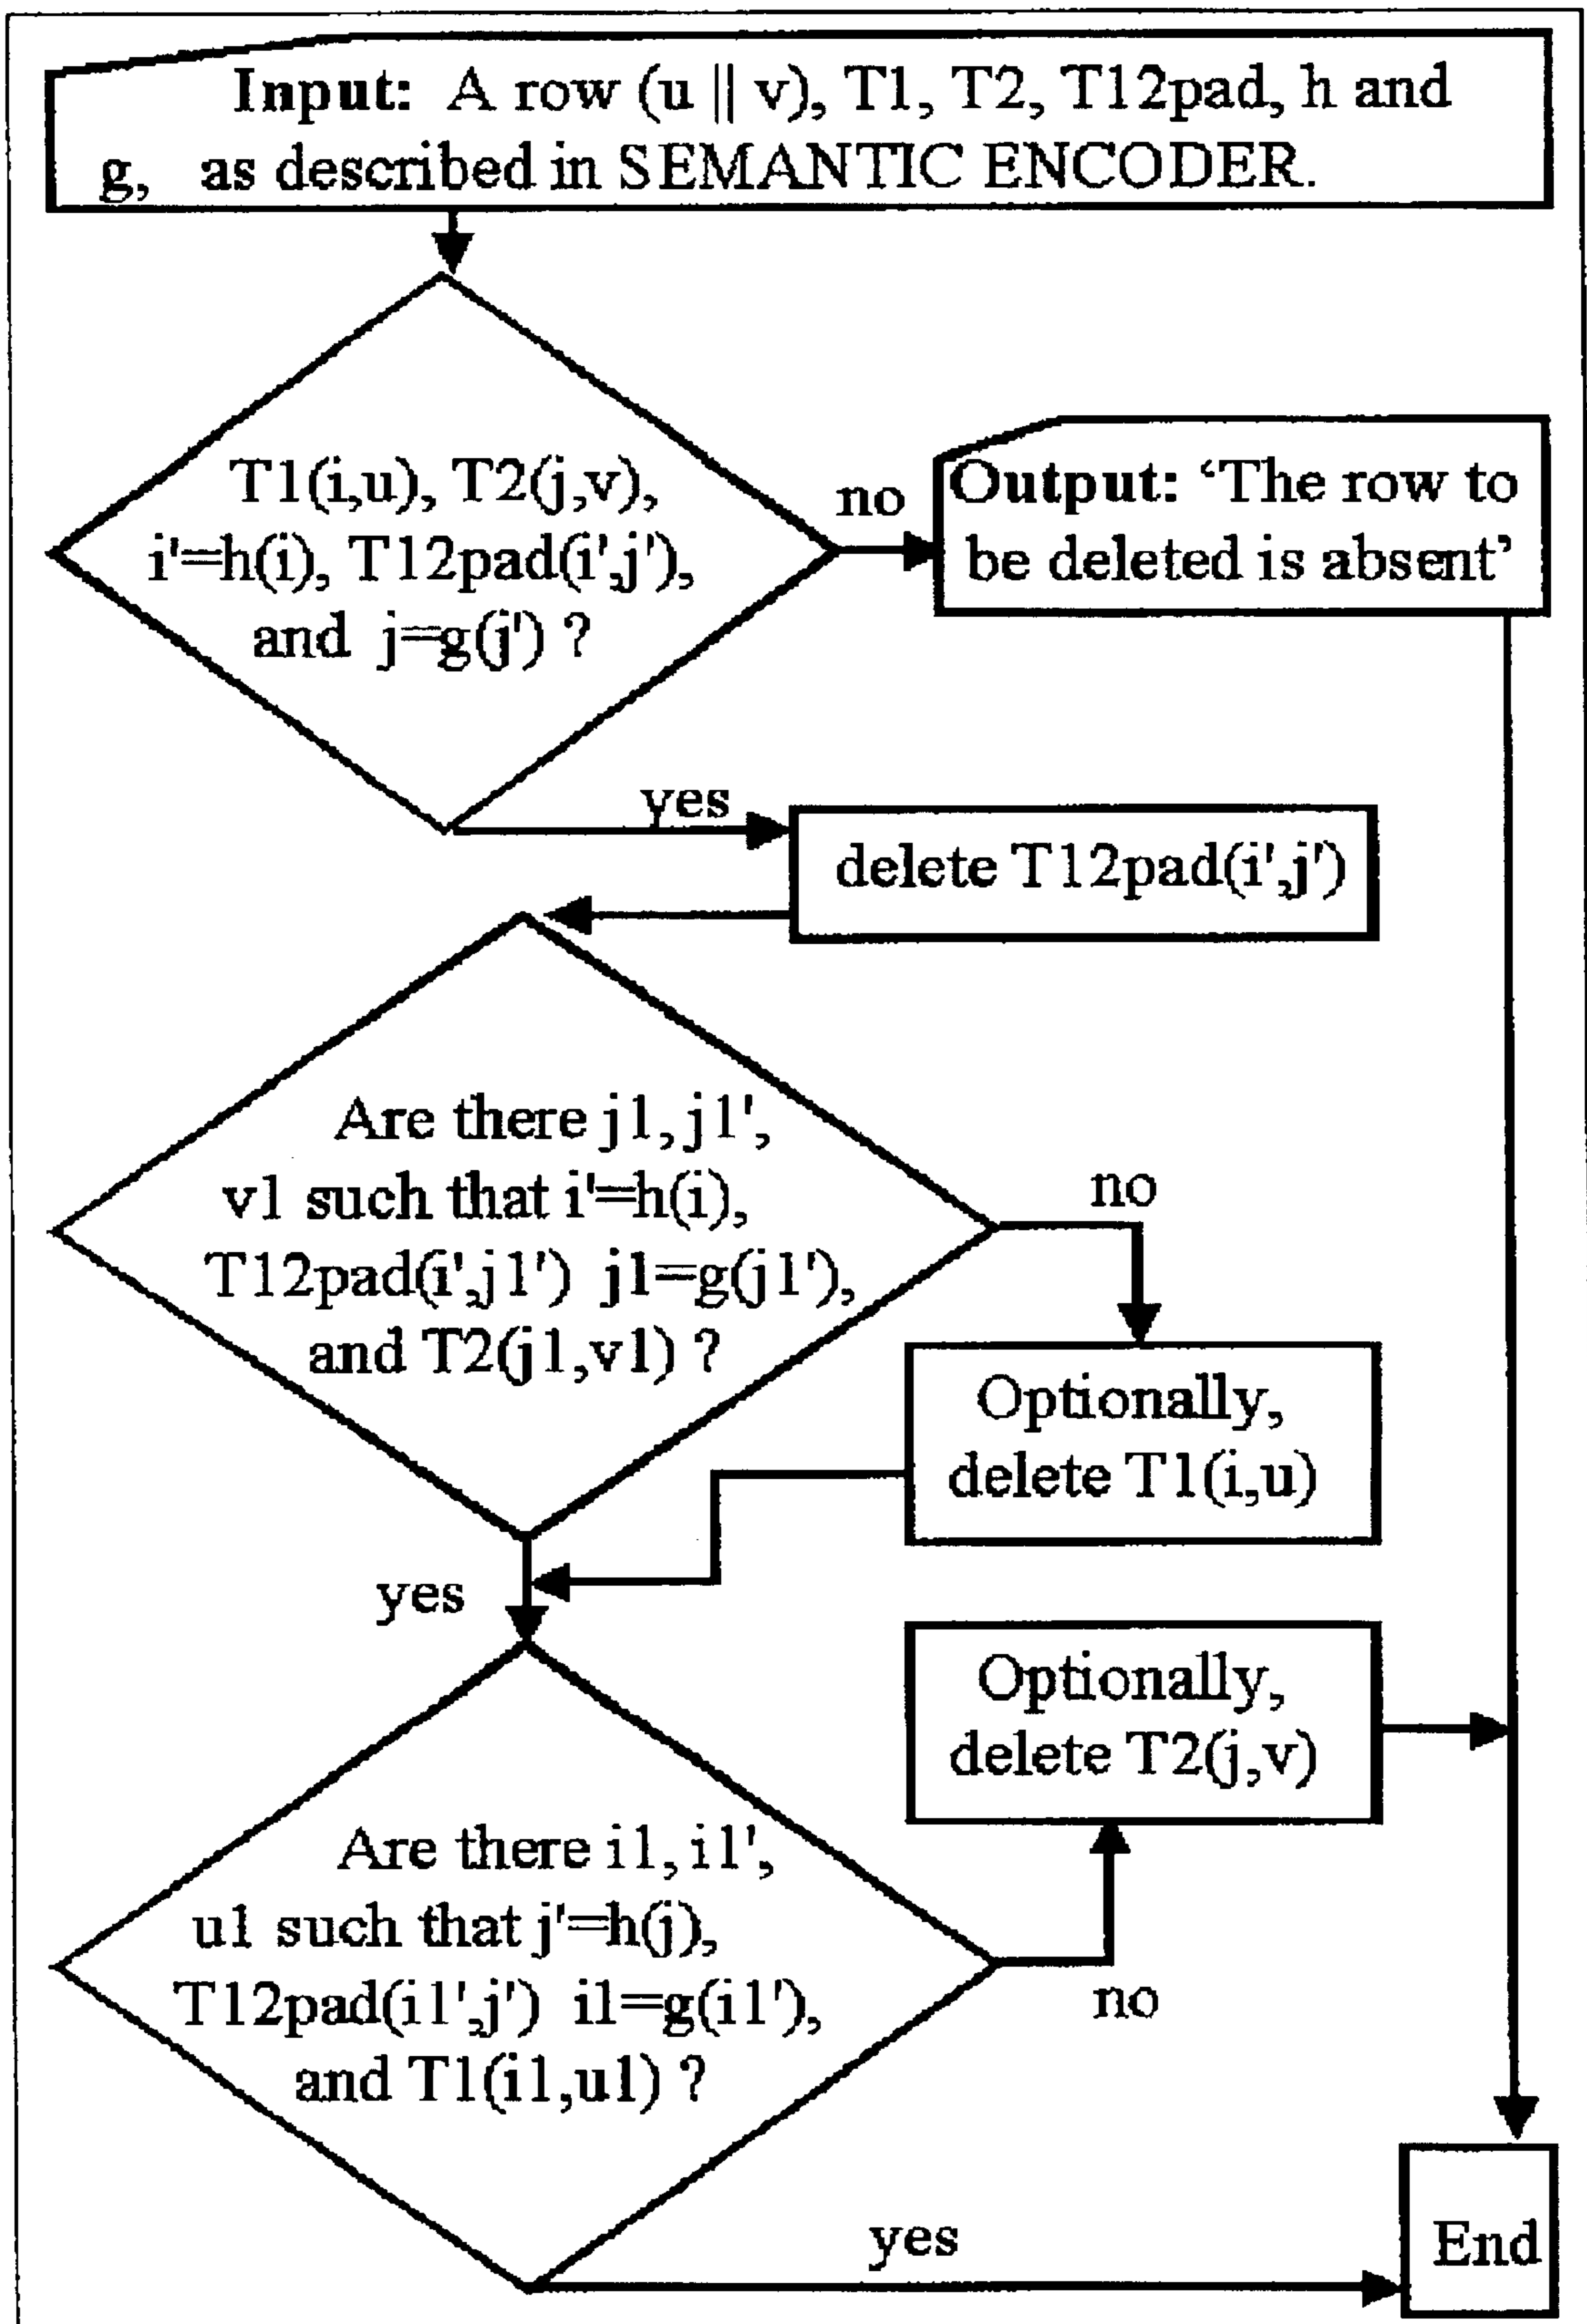 Input: A row (u || v), T1, T2, T12pad, h and
g, as described in SEMANTIC ENCODER.
T1(i,u), T2(j,v),
i'=h(i), T12pad(i',j'),
and j=g(j') ?
no
Output: ‘The row to
be deleted is absent’
yes
delete T12pad(i',j')
Are there j1, j1',
v1 such that i'=h(i),
T12pad(i',j1') j1=g(j1'),
and T2(j1,v1) ?
no
Optionally,
delete T1(i,u)
yes
Optionally,
delete T2(j,v)
Are there i1, i1',
u1 such that j'=h(j),
T12pad(i1',j') i1=g(i1'),
and T1(i1,u1) ?
no
yes
End